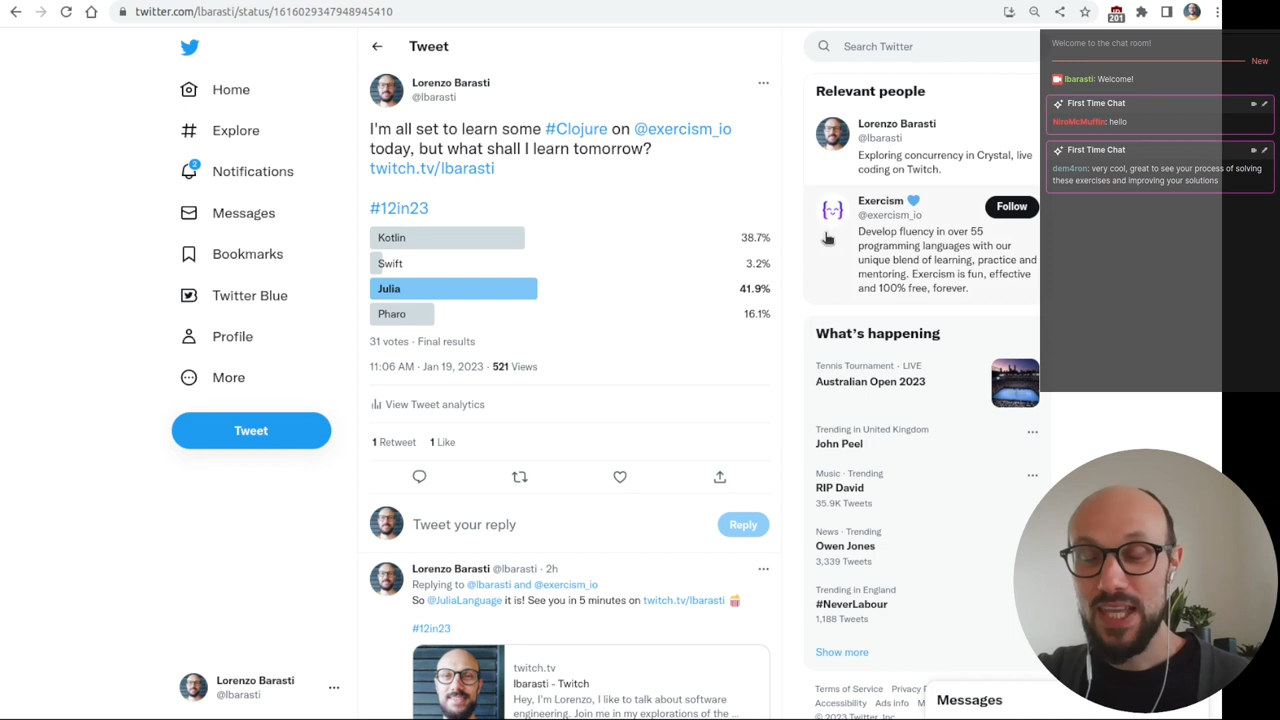 twitter.com/lbarasti/status/1616029347948945410
201
Home
Explore
2
Notifications
Messages
Bookmarks
Twitter Blue
Profile
More
Tweet
Lorenzo Barasti
@lbarasti
Tweet
Lorenzo Barasti
@lbarasti
I'm all set to learn some #Clojure on @exercism_io
today, but what shall I learn tomorrow?
twitch.tv/lbarasti
#12in23
Kotlin 38.7%
Swift 3.2%
Julia 41.9%
Pharo 16.1%
31 votes · Final results
11:06 AM · Jan 19, 2023 · 521 Views
View Tweet analytics
1 Retweet 1 Like
Tweet your reply
Reply
Lorenzo Barasti @lbarasti · 2h
Replying to @lbarasti and @exercism_io
So @JuliaLanguage it is! See you in 5 minutes on twitch.tv/lbarasti
#12in23
twitch.tv
lbarasti - Twitch
Hey, I'm Lorenzo, I like to talk about software
engineering. Join me in my explorations of the ...
Search Twitter
Relevant people
Lorenzo Barasti
@lbarasti
Exploring concurrency in Crystal, live
coding on Twitch.
Exercism
@exercism_io
Follow
Develop fluency in over 55
programming languages with our
unique blend of learning, practice and
mentoring. Exercism is fun, effective
and 100% free, forever.
What's happening
Tennis Tournament · LIVE
Australian Open 2023
Trending in United Kingdom
John Peel
Music · Trending
RIP David
35.9K Tweets
News · Trending
Owen Jones
3,339 Tweets
Trending in England
#NeverLabour
1,188 Tweets
Show more
Terms of Service Privacy
Accessibility Ads info
© 2023 Twitter, Inc.
Messages
Welcome to the chat room!
New
lbarasti: Welcome!
First Time Chat
NiroMcMuffin: hello
First Time Chat
dem4ron: very cool, great to see your process of solving
these exercises and improving your solutions